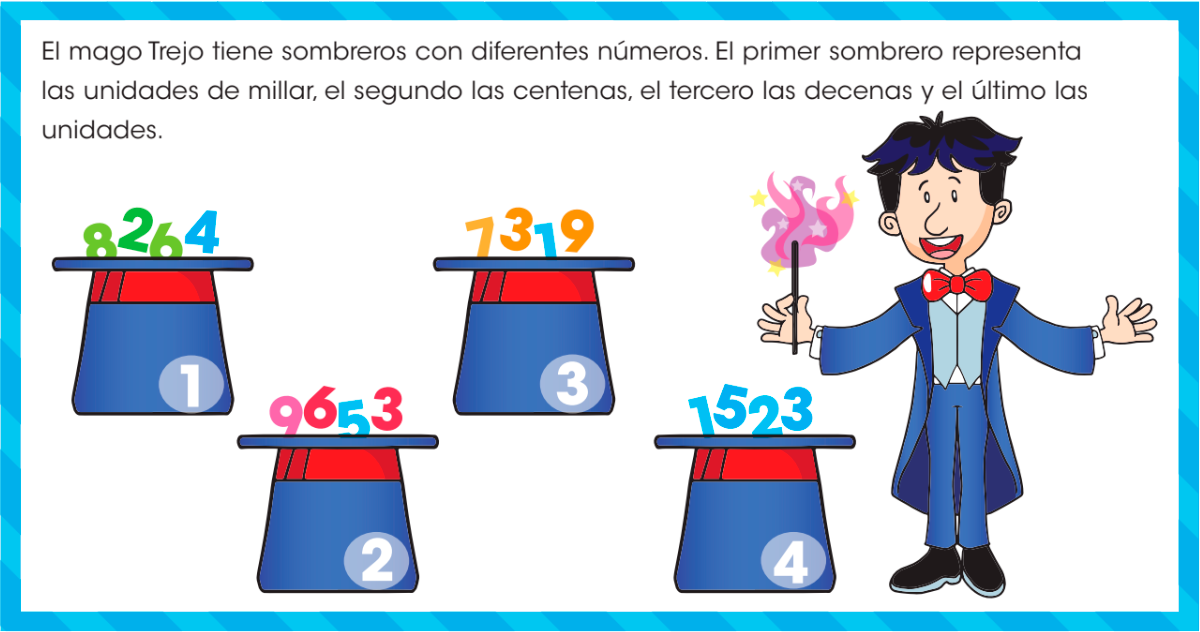 El mago Trejo tiene sombreros con diferentes números. El primer sombrero representa
las unidades de millar, el segundo las centenas, el tercero las decenas y el último las
unidades.
8264
1
7319
3
9653
2
1523
4